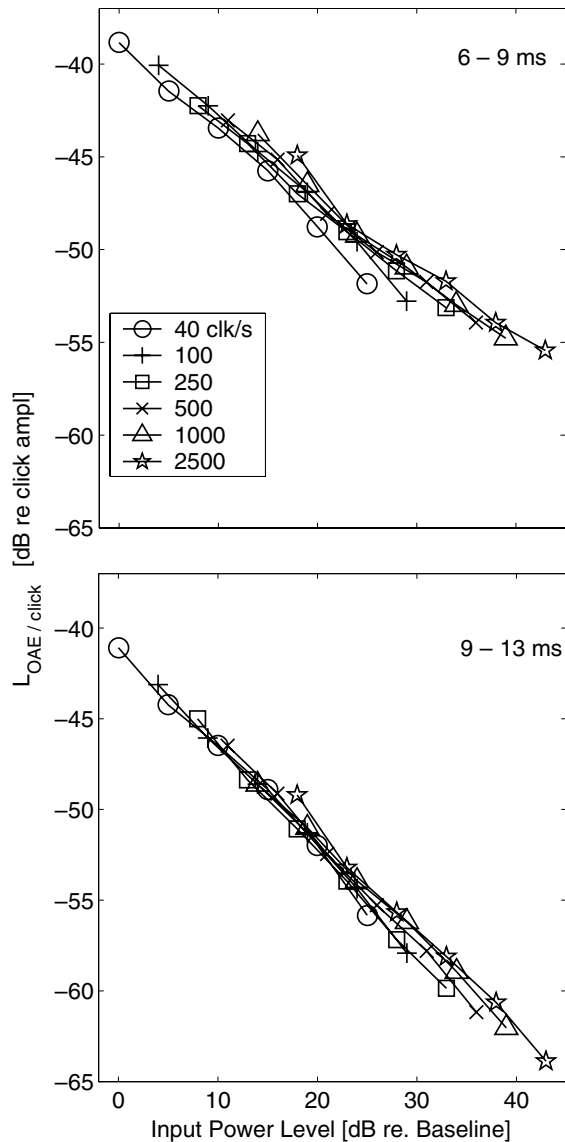 6 – 9 ms
−40
−45
−50
−55
−60
−65
40 clk/s
100
250
500
1000
2500
L_OAE / click [dB re click ampl]
9 – 13 ms
−40
−45
−50
−55
−60
−65
0 10 20 30 40
Input Power Level [dB re. Baseline]